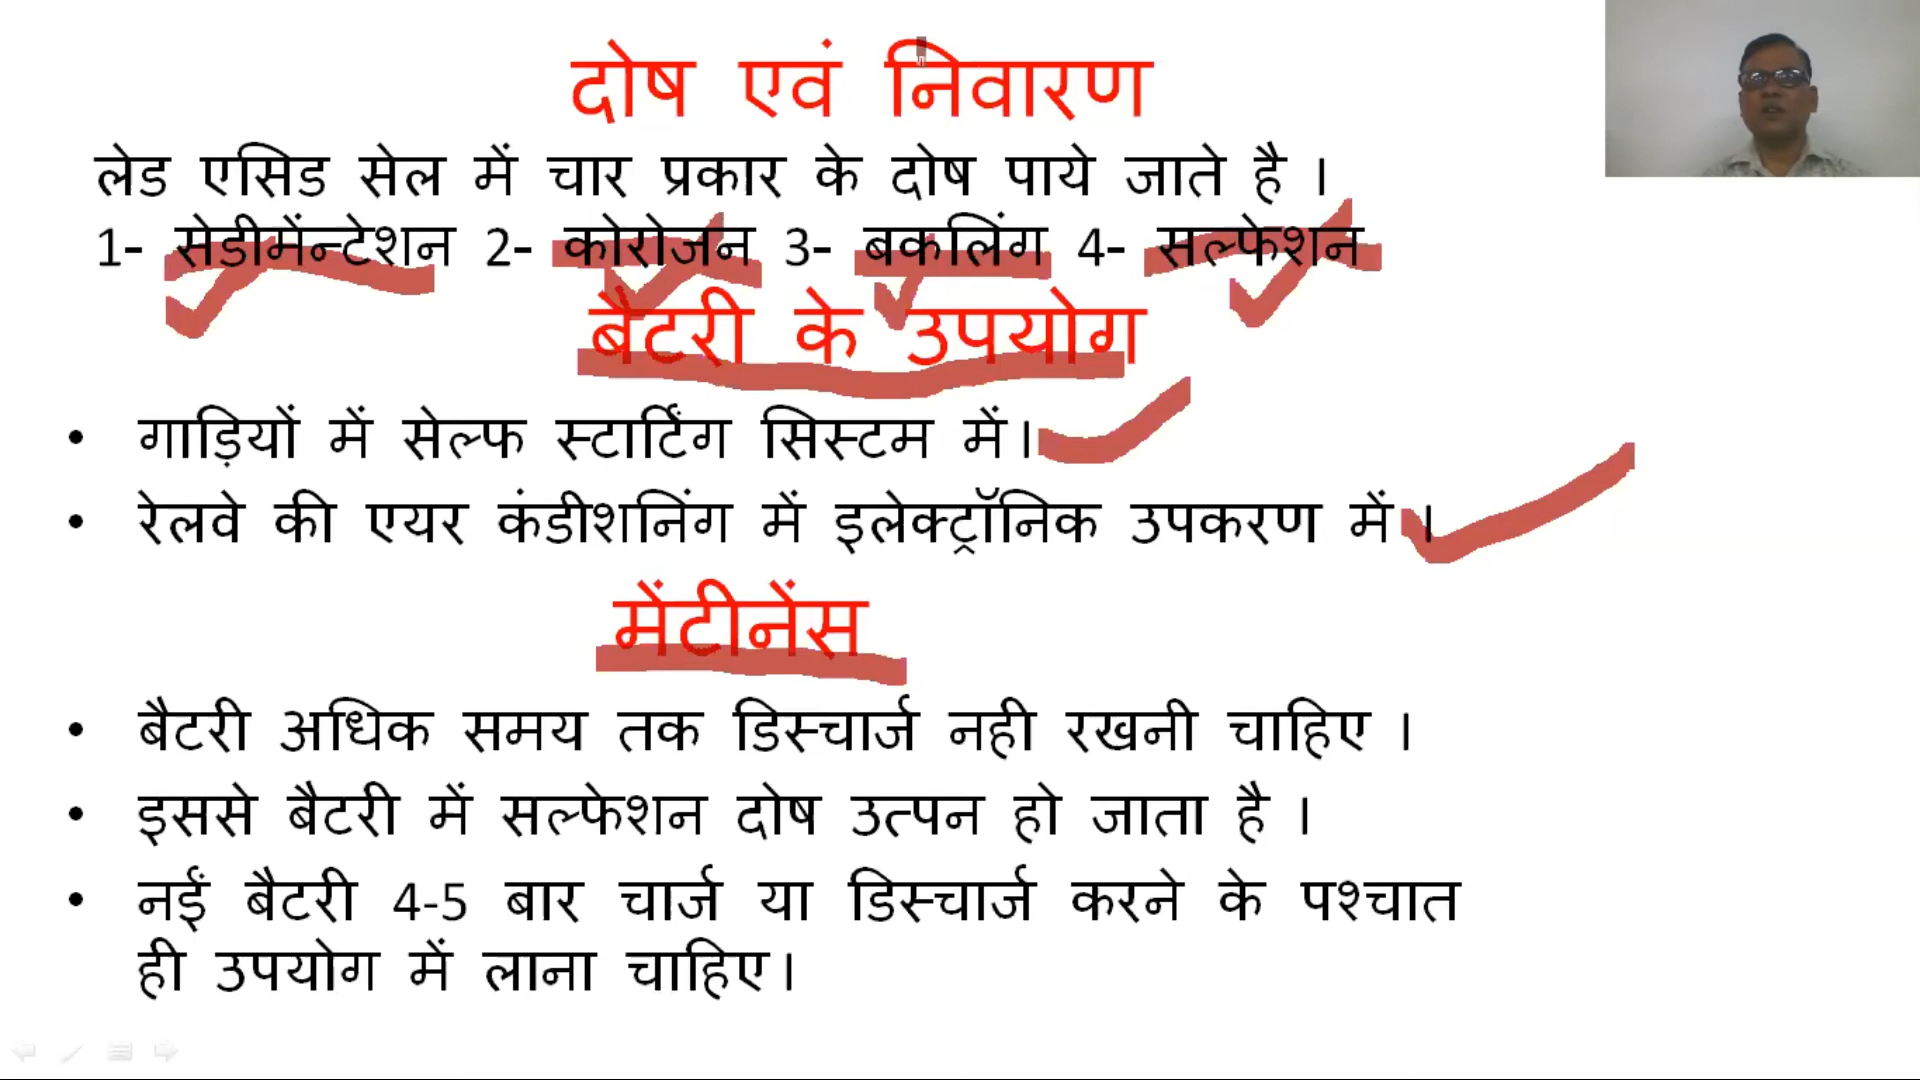 दोष एवं निवारण
लेड एसिड सेल में चार प्रकार के दोष पाये जाते है ।
1- सेडीमेंन्टेशन 2- कोरोजन 3- बकलिंग 4- सल्फेशन
बैटरी के उपयोग
• गाड़ियों में सेल्फ स्टार्टिंग सिस्टम में।
• रेलवे की एयर कंडीशनिंग में इलेक्ट्रॉनिक उपकरण में ।
मेंटीनेंस
• बैटरी अधिक समय तक डिस्चार्ज नही रखनी चाहिए ।
• इससे बैटरी में सल्फेशन दोष उत्पन हो जाता है ।
• नईं बैटरी 4-5 बार चार्ज या डिस्चार्ज करने के पश्चात
ही उपयोग में लाना चाहिए।